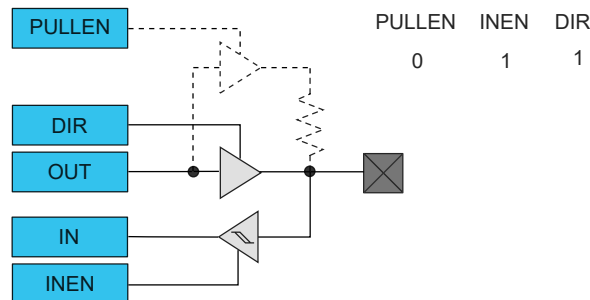 PULLEN
DIR
OUT
IN
INEN
PULLEN INEN DIR
0 1 1